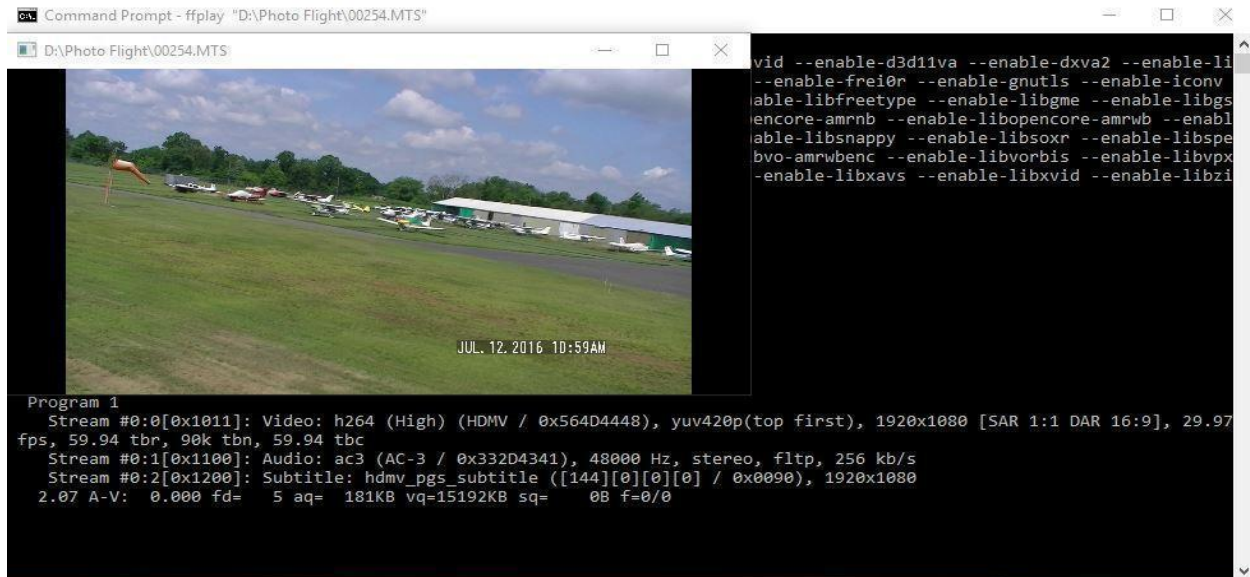 Command Prompt - ffplay "D:\Photo Flight\00254.MTS"
D:\Photo Flight\00254.MTS
vid --enable-d3d11va --enable-dxva2 --enable-li
--enable-frei0r --enable-gnutls --enable-iconv
able-libfreetype --enable-libgme --enable-libgs
encore-amrnb --enable-libopencore-amrwb --enabl
able-libsnappy --enable-libsoxr --enable-libspe
bvo-amrwbenc --enable-libvorbis --enable-libvpx
-enable-libxavs --enable-libxvid --enable-libzi
JUL. 12. 2016 10:59AM
Program 1
Stream #0:0[0x1011]: Video: h264 (High) (HDMV / 0x564D4448), yuv420p(top first), 1920x1080 [SAR 1:1 DAR 16:9], 29.97
fps, 59.94 tbr, 90k tbn, 59.94 tbc
Stream #0:1[0x1100]: Audio: ac3 (AC-3 / 0x332D4341), 48000 Hz, stereo, fltp, 256 kb/s
Stream #0:2[0x1200]: Subtitle: hdmv_pgs_subtitle ([144][0][0][0] / 0x0090), 1920x1080
2.07 A-V: 0.000 fd= 5 aq= 181KB vq=15192KB sq= 0B f=0/0